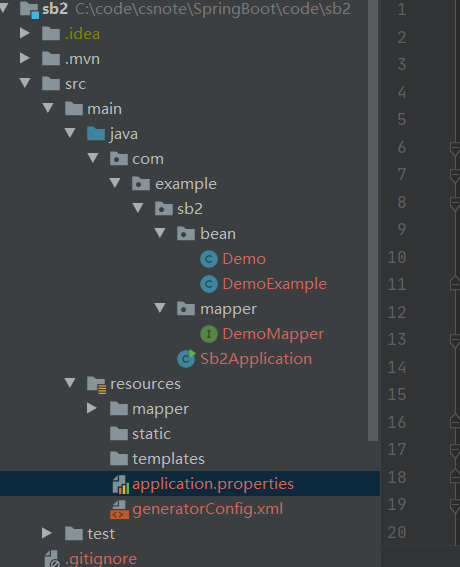 sb2 C:\code\csnote\SpringBoot\code\sb2
.idea
.mvn
src
main
java
com
example
sb2
bean
Demo
DemoExample
mapper
DemoMapper
Sb2Application
resources
mapper
static
templates
application.properties
generatorConfig.xml
test
.gitignore
1
2
3
4
5
6
7
8
9
10
11
12
13
14
15
16
17
18
19
20